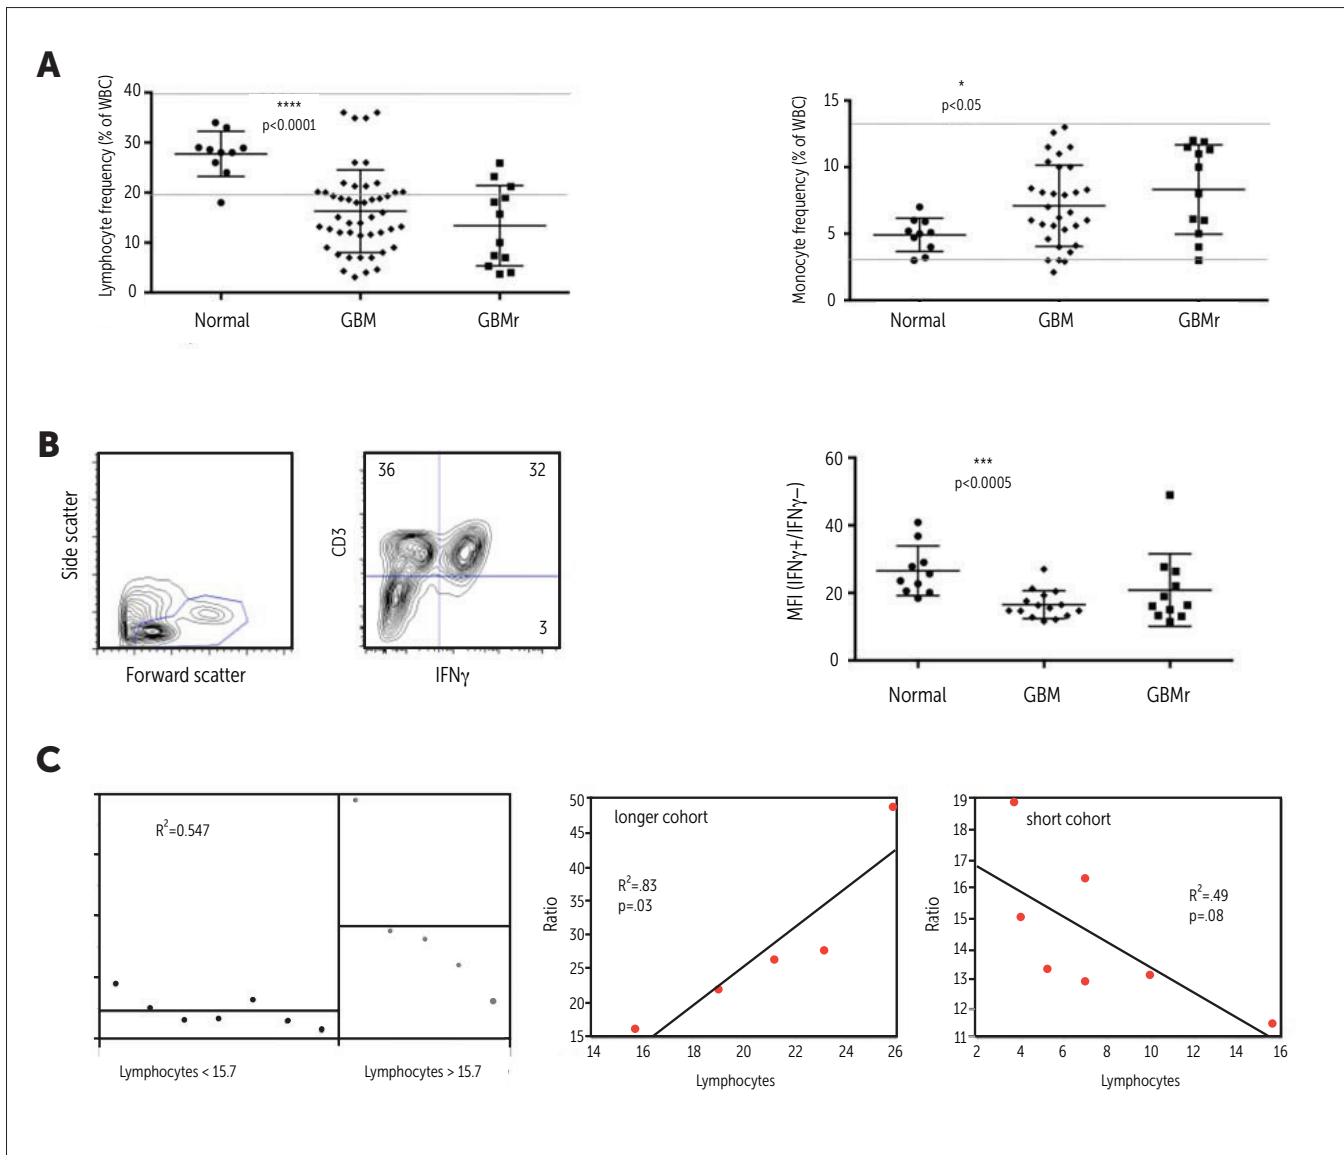 A
Lymphocyte frequency (% of WBC)
40
30
20
10
0
****
p<0.0001
Normal
GBM
GBMr
Monocyte frequency (% of WBC)
15
10
5
0
*
p<0.05
Normal
GBM
GBMr
B
Side scatter
Forward scatter
CD3
36
32
3
IFNγ
MFI (IFNγ+/IFNγ−)
60
40
20
0
***
p<0.0005
Normal
GBM
GBMr
C
R²=0.547
Lymphocytes < 15.7
Lymphocytes > 15.7
Ratio
50
45
40
35
30
25
20
15
longer cohort
R²=.83
p=.03
14 16 18 20 22 24 26
Lymphocytes
Ratio
19
18
17
16
15
14
13
12
11
short cohort
R²=.49
p=.08
2 4 6 8 10 12 14 16
Lymphocytes